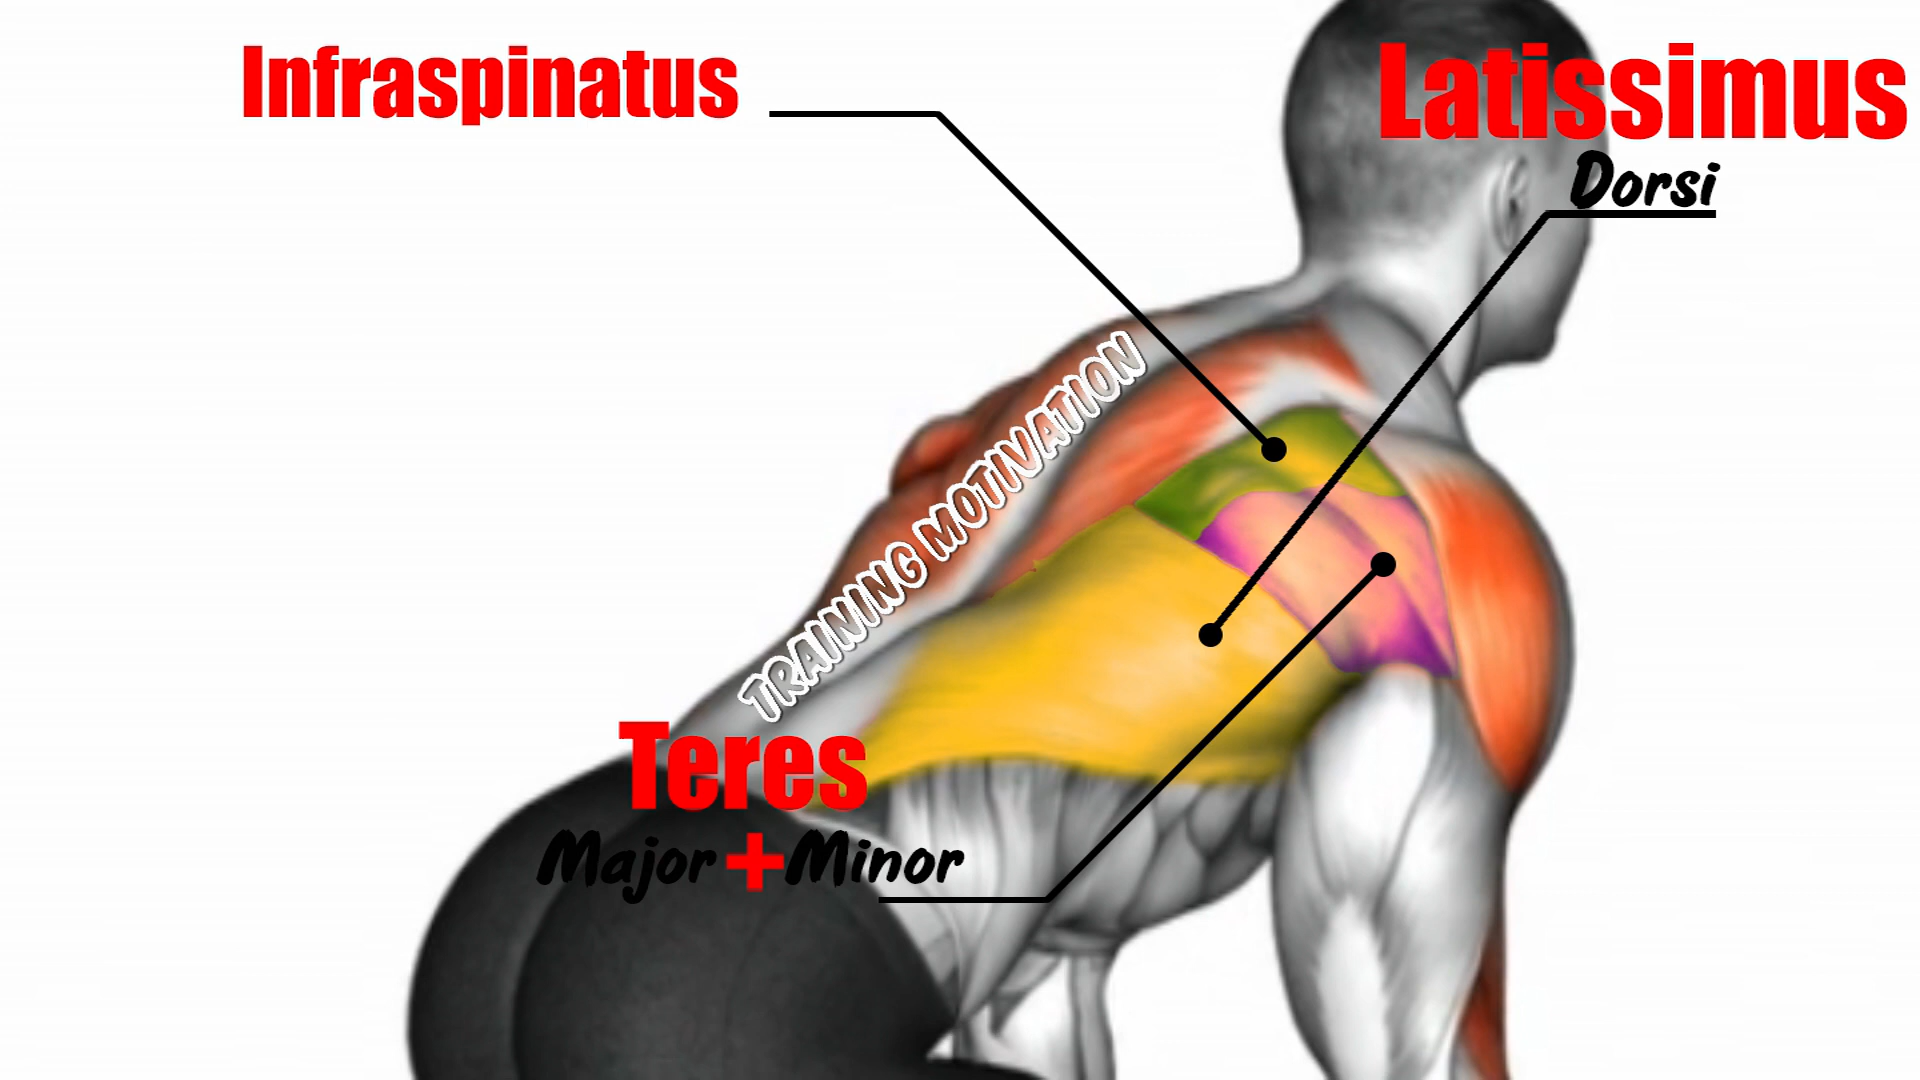 Infraspinatus
Latissimus
Dorsi
TRAINING MOTIVATION
Teres
Major + Minor